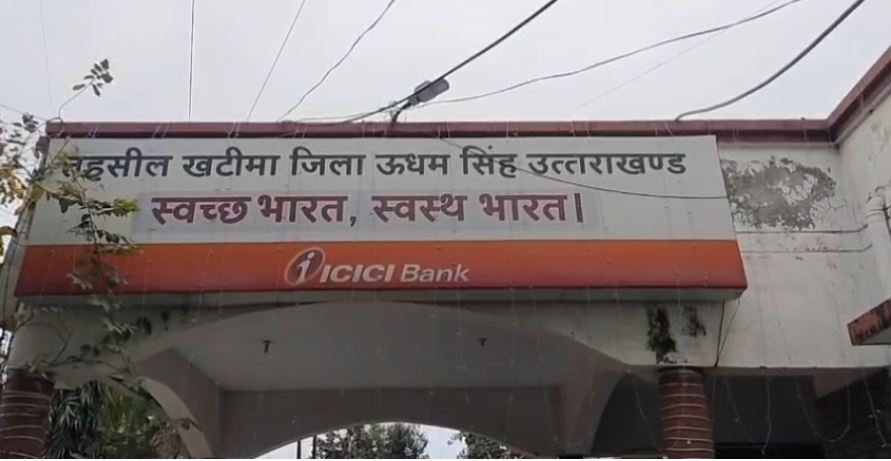 तहसील खटीमा जिला ऊधम सिंह उत्तराखण्ड
स्वच्छ भारत, स्वस्थ भारत।
ICICI Bank